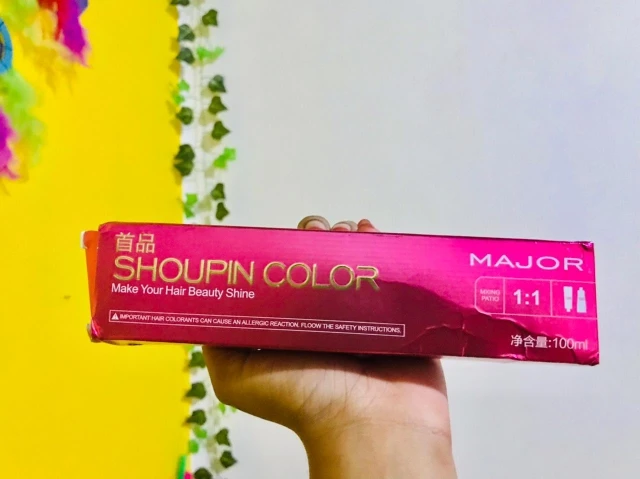 首品
SHOUPIN COLOR
Make Your Hair Beauty Shine
IMPORTANT HAIR COLORANTS CAN CAUSE AN ALLERGIC REACTION. FLOOW THE SAFETY INSTRUCTIONS.
MAJOR
MIXING PATIO
1:1
净含量:100ml